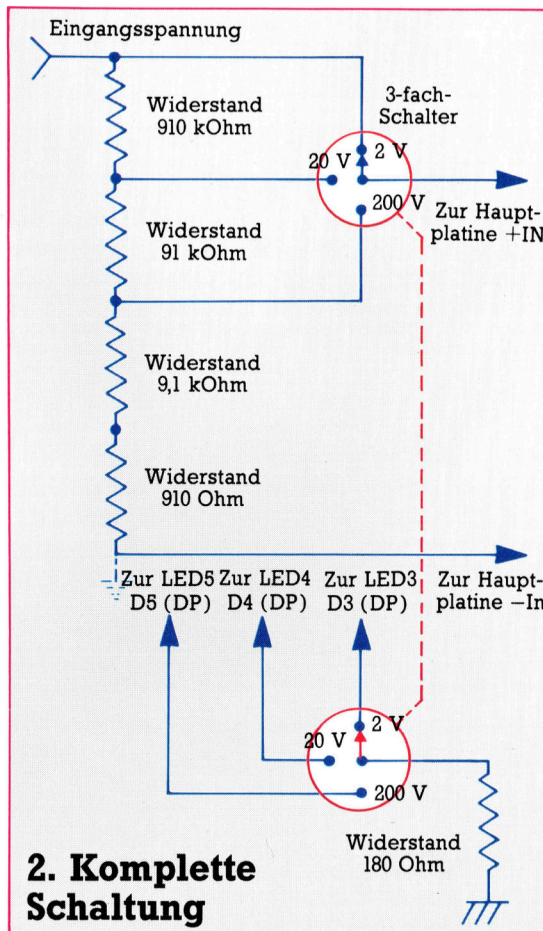 Eingangsspannung
Widerstand
910 kOhm
3-fach-
Schalter
20 V
2 V
200 V
Zur Haupt-
platine +IN
Widerstand
91 kOhm
Widerstand
9,1 kOhm
Widerstand
910 Ohm
Zur LED5 Zur LED4 Zur LED3 Zur Haupt-
D5 (DP) D4 (DP) D3 (DP) platine –In
2 V
20 V
200 V
Widerstand
180 Ohm
2. Komplette
Schaltung